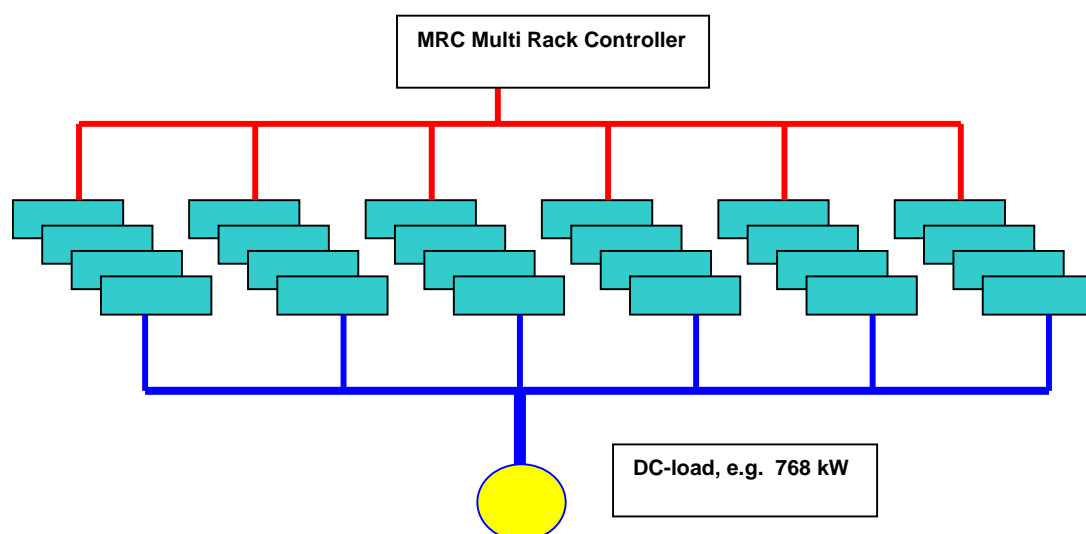 MRC Multi Rack Controller
DC-load, e.g.  768 kW